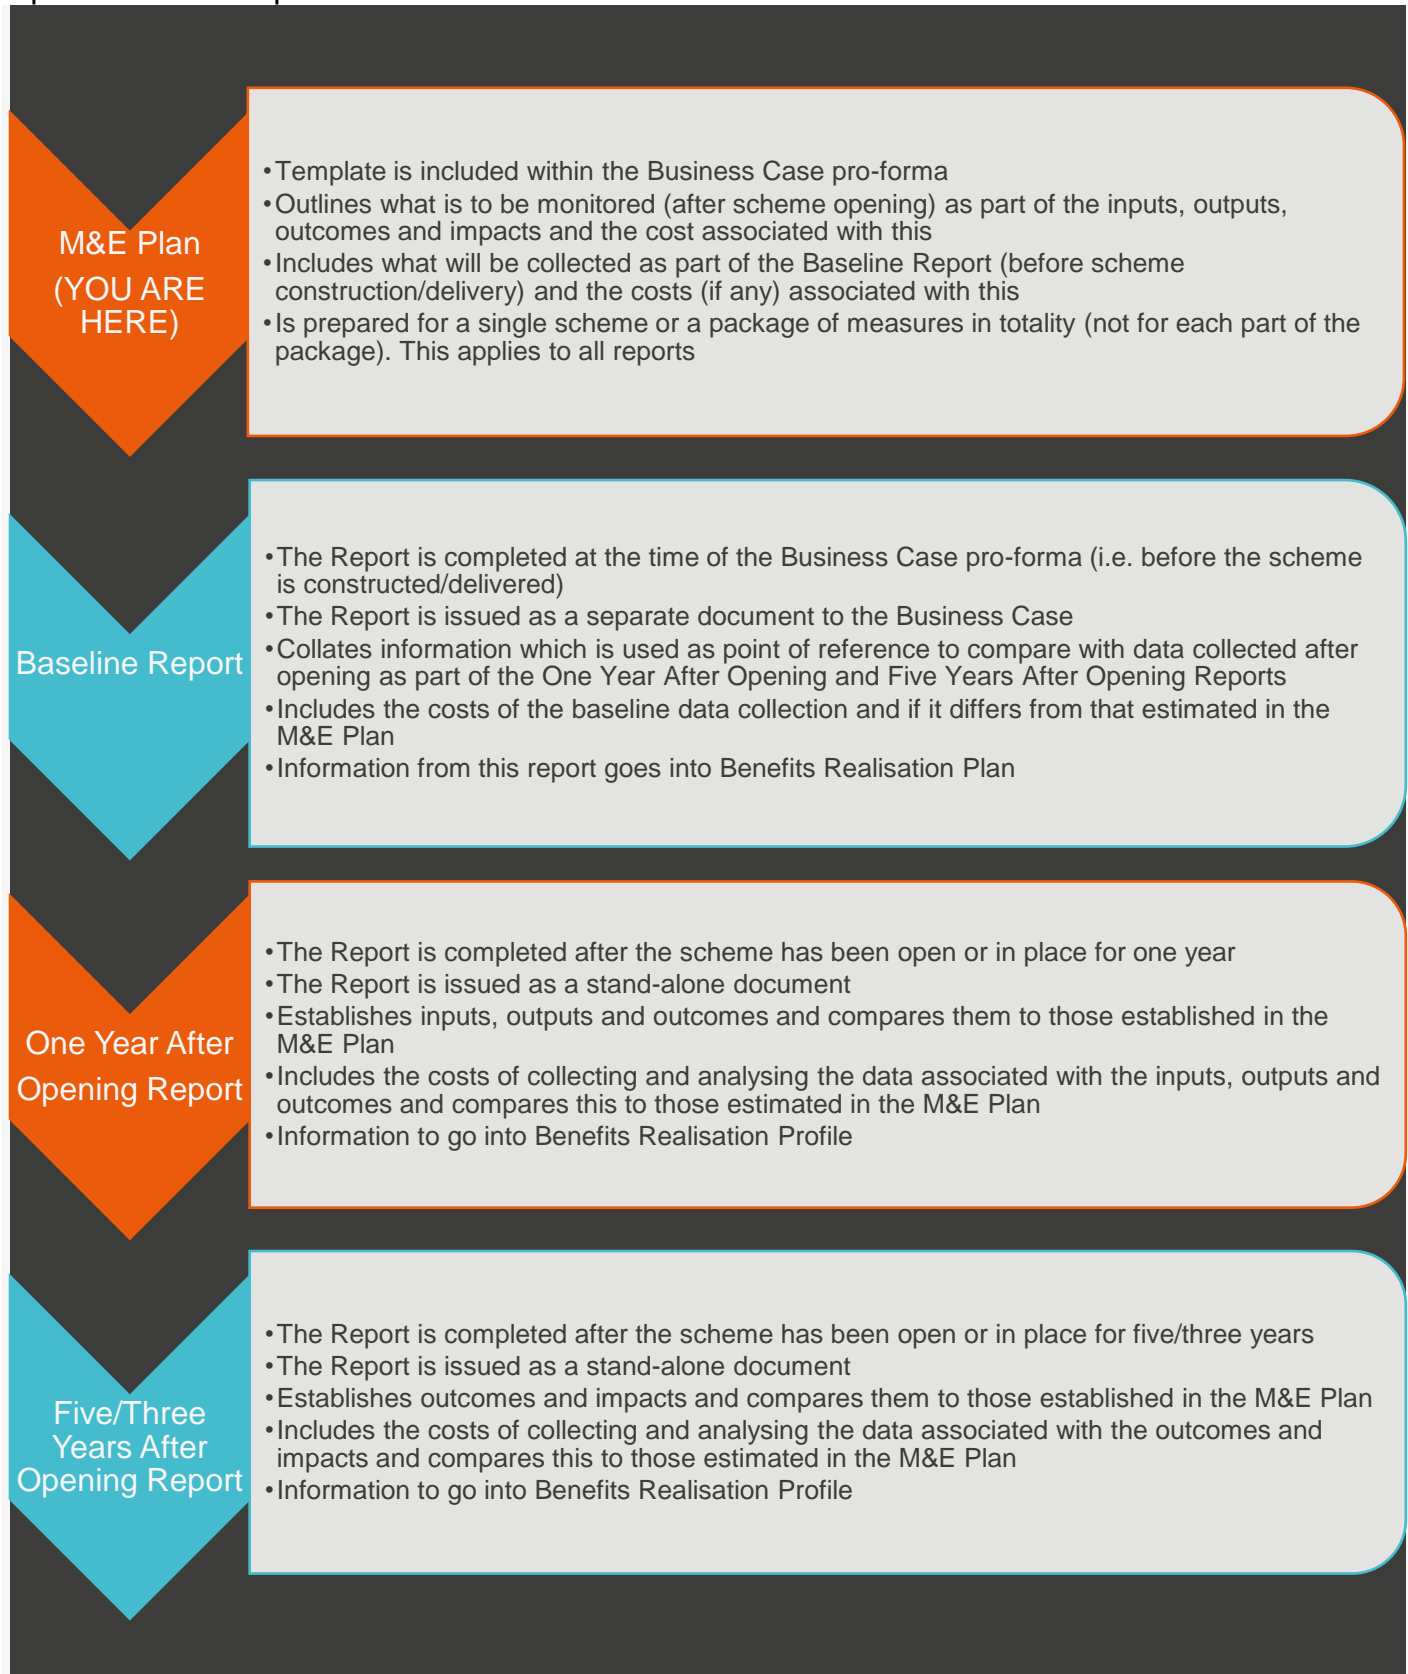 M&E Plan
(YOU ARE
HERE)
•Template is included within the Business Case pro-forma
•Outlines what is to be monitored (after scheme opening) as part of the inputs, outputs,
outcomes and impacts and the cost associated with this
•Includes what will be collected as part of the Baseline Report (before scheme
construction/delivery) and the costs (if any) associated with this
•Is prepared for a single scheme or a package of measures in totality (not for each part of the
package). This applies to all reports
Baseline Report
•The Report is completed at the time of the Business Case pro-forma (i.e. before the scheme
is constructed/delivered)
•The Report is issued as a separate document to the Business Case
•Collates information which is used as point of reference to compare with data collected after
opening as part of the One Year After Opening and Five Years After Opening Reports
•Includes the costs of the baseline data collection and if it differs from that estimated in the
M&E Plan
•Information from this report goes into Benefits Realisation Plan
One Year After
Opening Report
•The Report is completed after the scheme has been open or in place for one year
•The Report is issued as a stand-alone document
•Establishes inputs, outputs and outcomes and compares them to those established in the
M&E Plan
•Includes the costs of collecting and analysing the data associated with the inputs, outputs and
outcomes and compares this to those estimated in the M&E Plan
•Information to go into Benefits Realisation Profile
Five/Three
Years After
Opening Report
•The Report is completed after the scheme has been open or in place for five/three years
•The Report is issued as a stand-alone document
•Establishes outcomes and impacts and compares them to those established in the M&E Plan
•Includes the costs of collecting and analysing the data associated with the outcomes and
impacts and compares this to those estimated in the M&E Plan
•Information to go into Benefits Realisation Profile